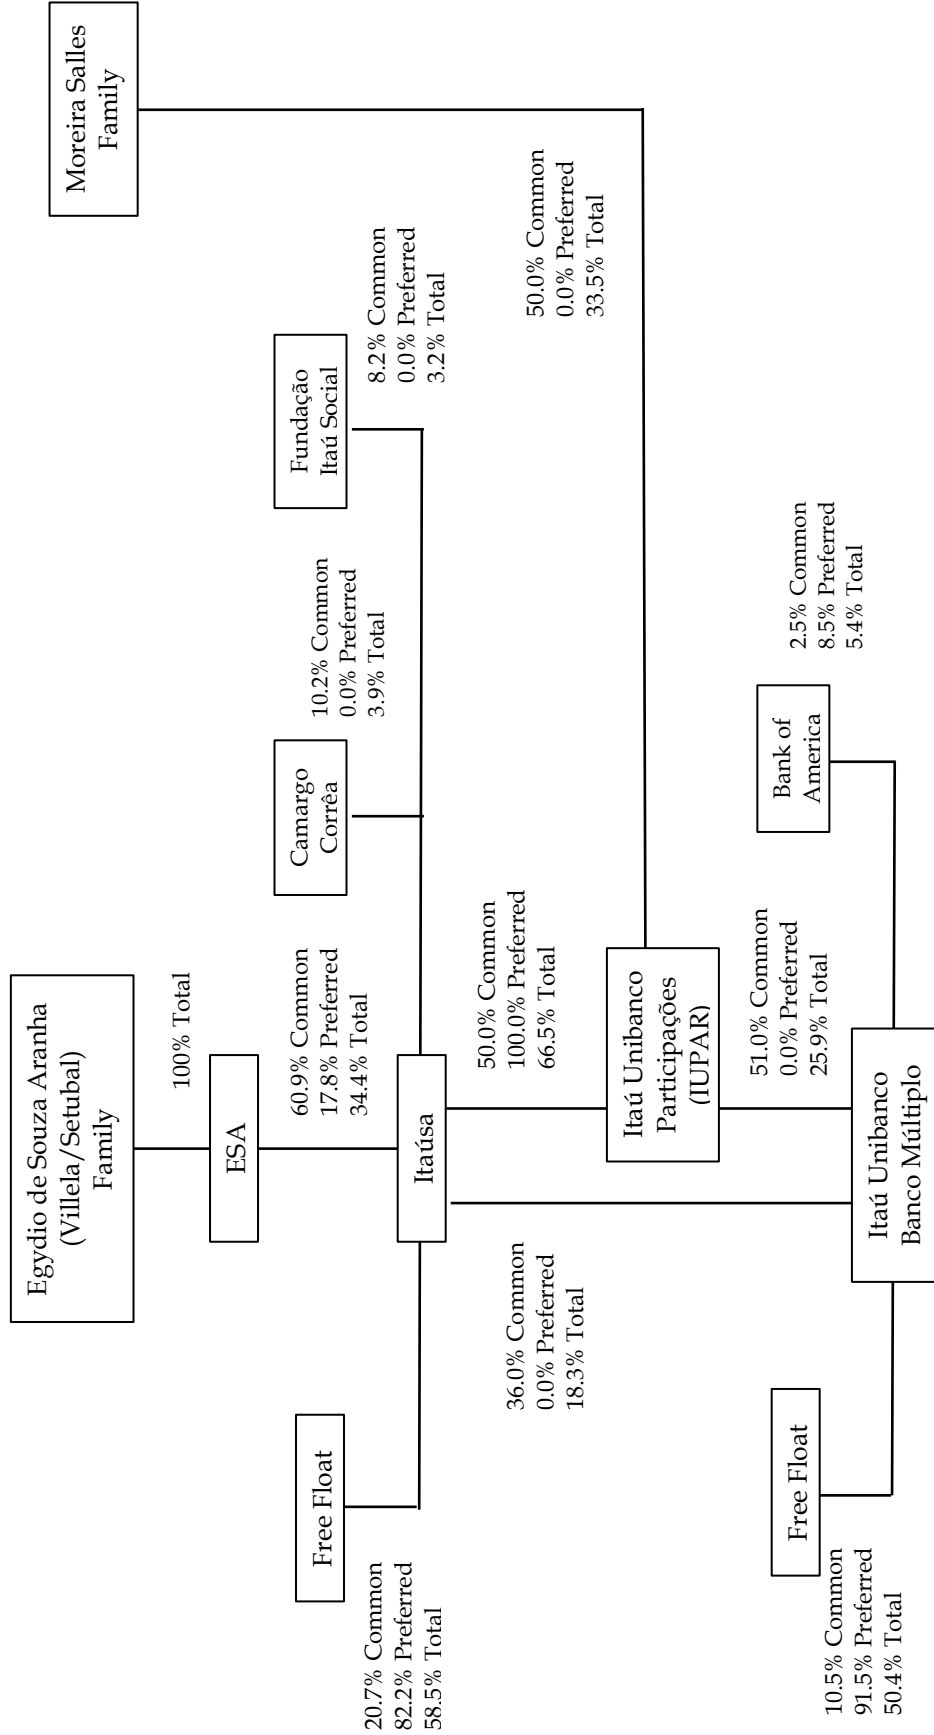 Egydio de Souza Aranha
(Villela/Setubal)
Family
Moreira Salles
Family
100% Total
ESA
60.9% Common
17.8% Preferred
34.4% Total
Free Float
20.7% Common
82.2% Preferred
58.5% Total
Camargo
Corrêa
10.2% Common
0.0% Preferred
3.9% Total
Fundação
Itaú Social
8.2% Common
0.0% Preferred
3.2% Total
Itaúsa
36.0% Common
0.0% Preferred
18.3% Total
50.0% Common
100.0% Preferred
66.5% Total
50.0% Common
0.0% Preferred
33.5% Total
Itaú Unibanco
Participações
(IUPAR)
51.0% Common
0.0% Preferred
25.9% Total
Free Float
10.5% Common
91.5% Preferred
50.4% Total
Bank of
America
2.5% Common
8.5% Preferred
5.4% Total
Itaú Unibanco
Banco Múltiplo